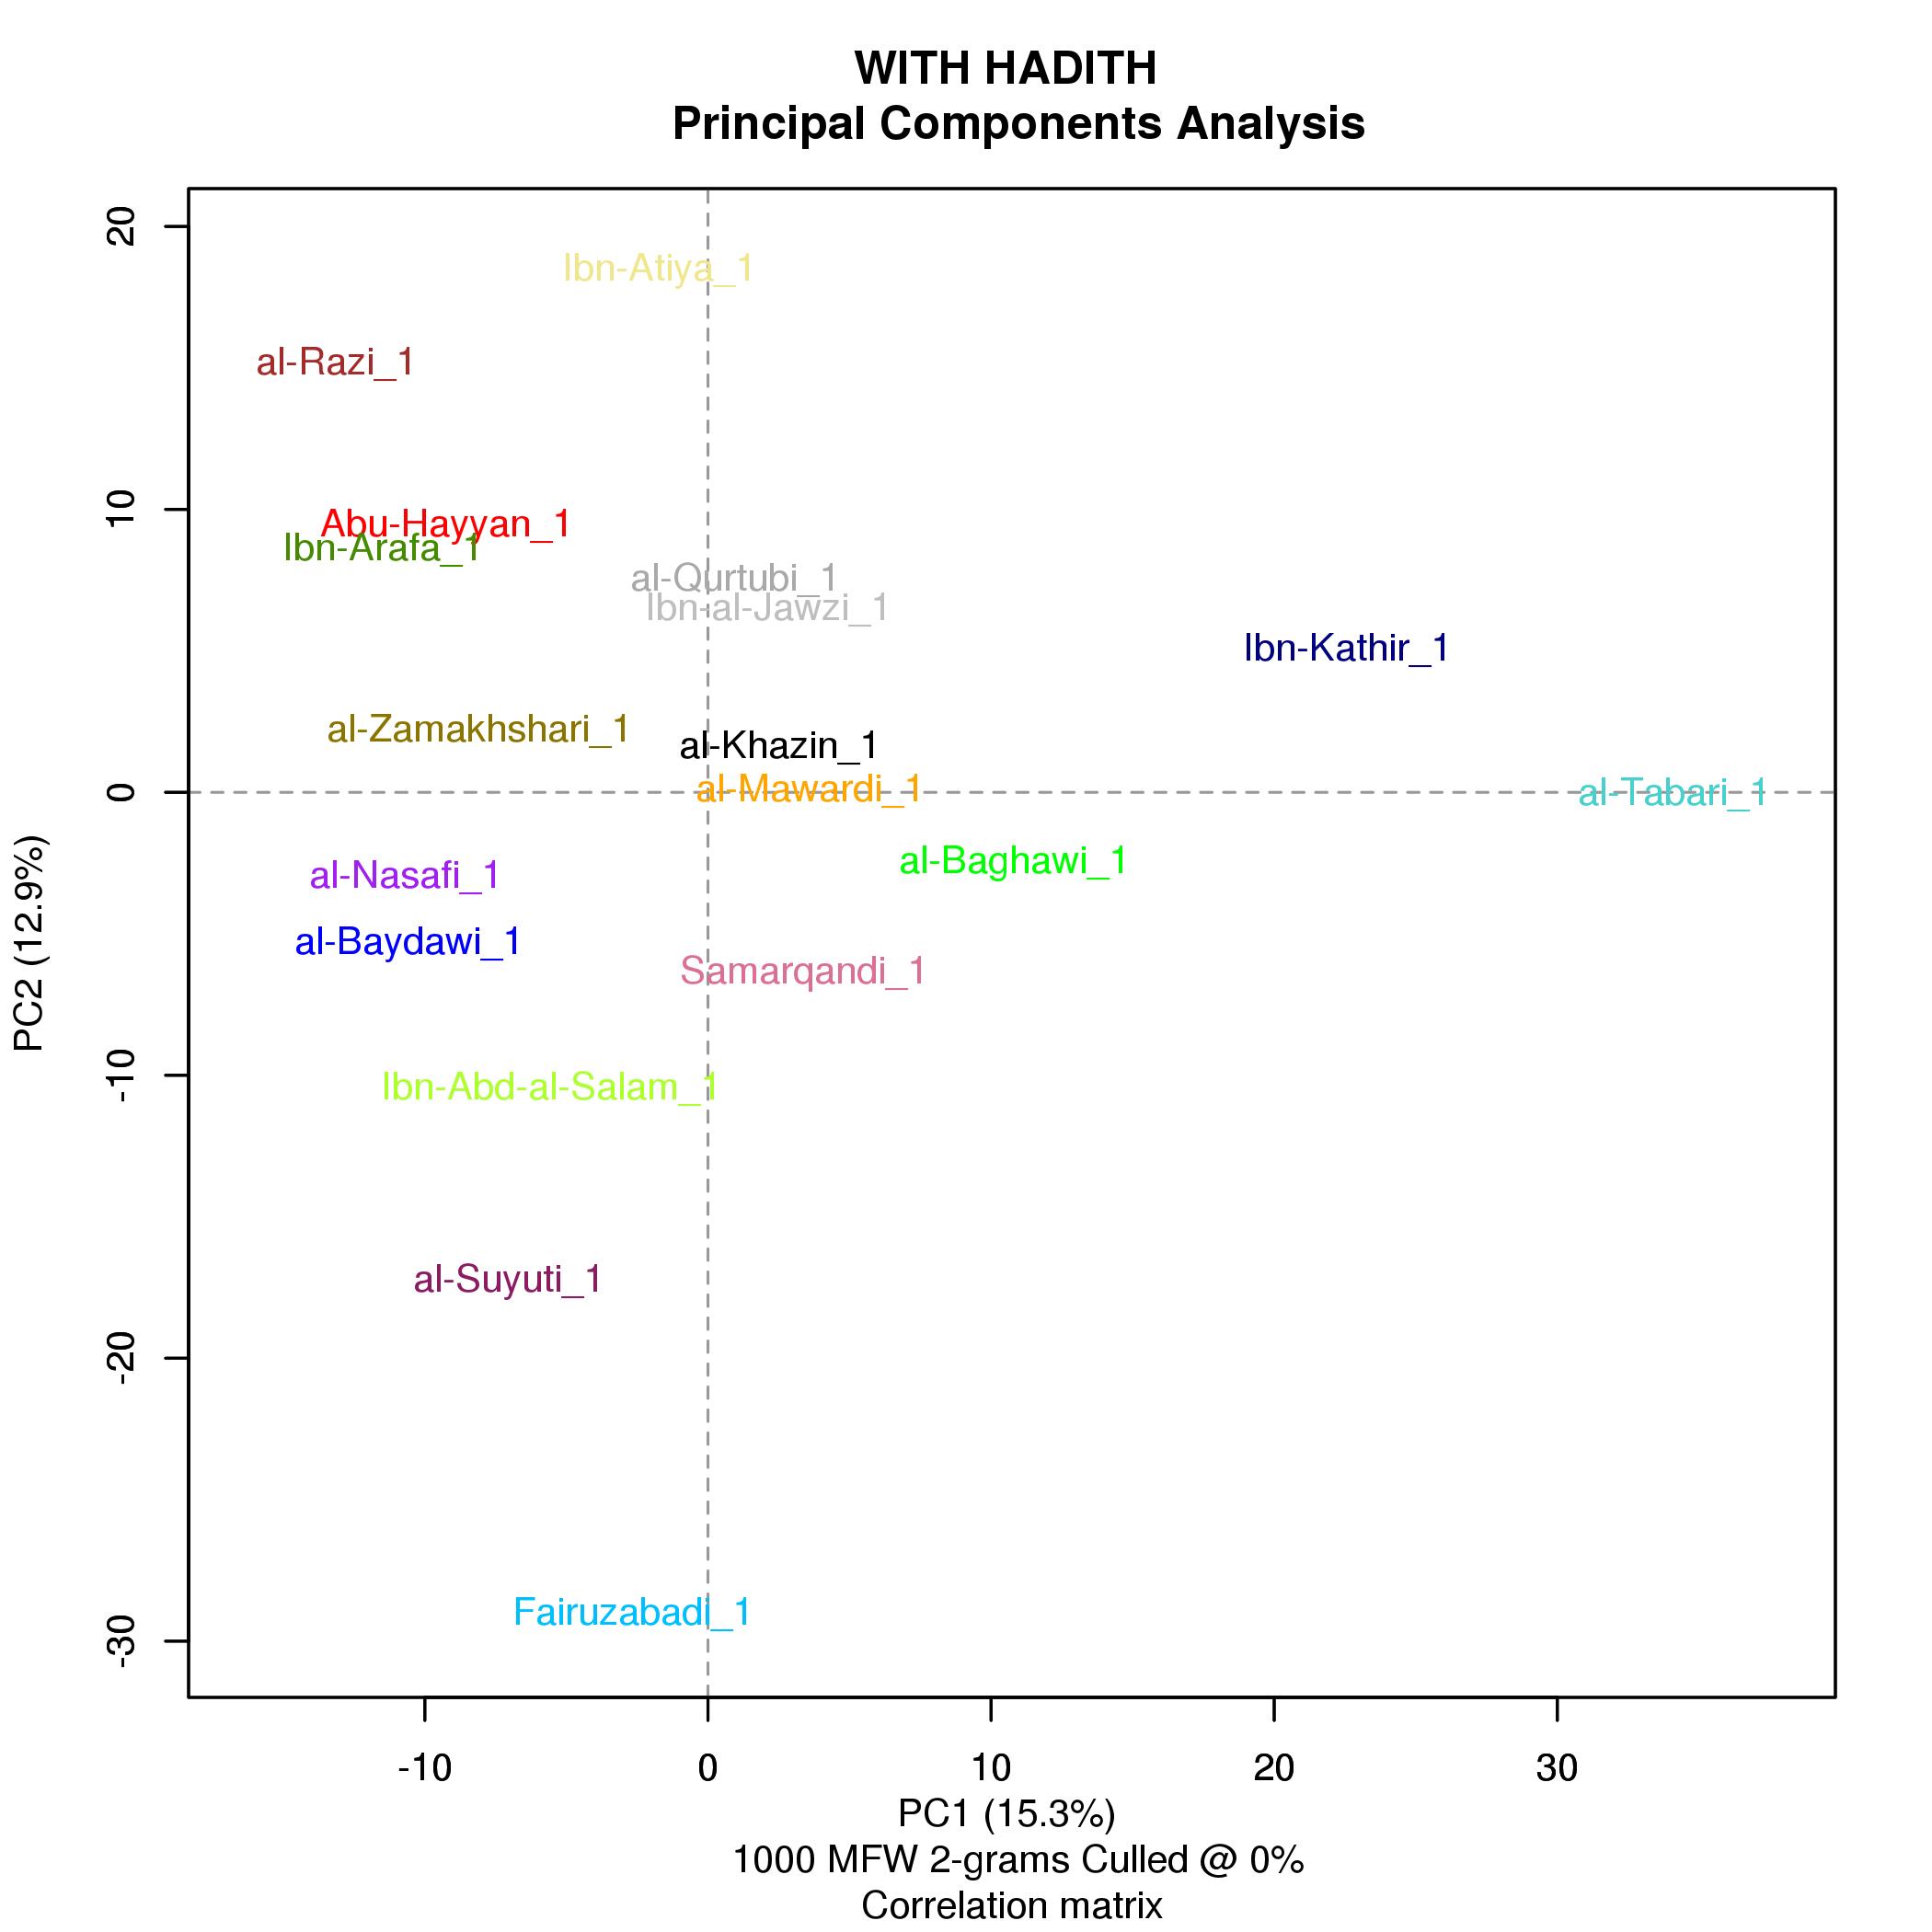 WITH HADITH
Principal Components Analysis
20
10
0
-10
-20
-30
PC2 (12.9%)
Ibn-Atiya_1
al-Razi_1
Abu-Hayyan_1
Ibn-Arafa_1
al-Qurtubi_1
Ibn-al-Jawzi_1
Ibn-Kathir_1
al-Zamakhshari_1
al-Khazin_1
al-Mawardi_1
al-Tabari_1
al-Baghawi_1
al-Nasafi_1
al-Baydawi_1
Samarqandi_1
Ibn-Abd-al-Salam_1
al-Suyuti_1
Fairuzabadi_1
-10 0 10 20 30
PC1 (15.3%)
1000 MFW 2-grams Culled @ 0%
Correlation matrix